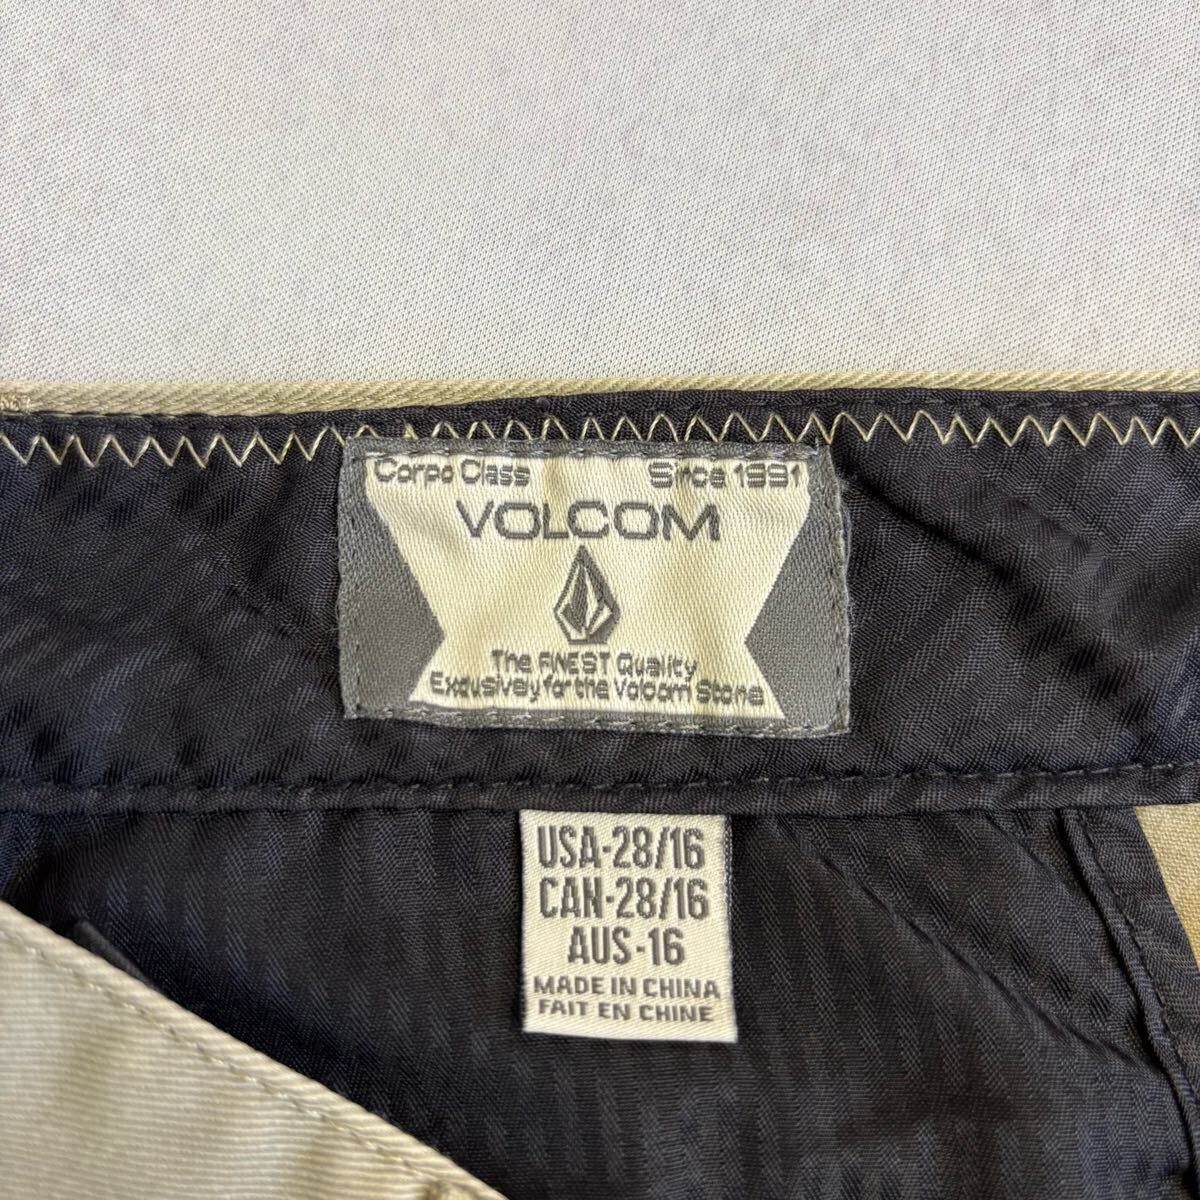 Corpo Class Since 1991
VOLCOM
The FINEST Quality
Exclusively for the Volcom Stone
USA-28/16
CAN-28/16
AUS-16
MADE IN CHINA
FAIT EN CHINE